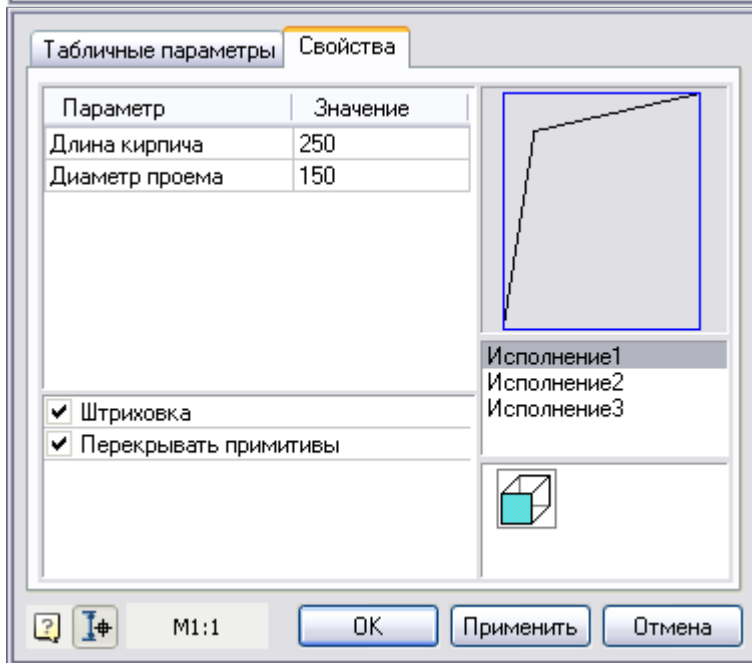 Табличные параметры Свойства
Параметр Значение
Длина кирпича 250
Диаметр проема 150
Исполнение1
Исполнение2
Исполнение3
Штриховка
Перекрывать примитивы
? М1:1 OK Применить Отмена